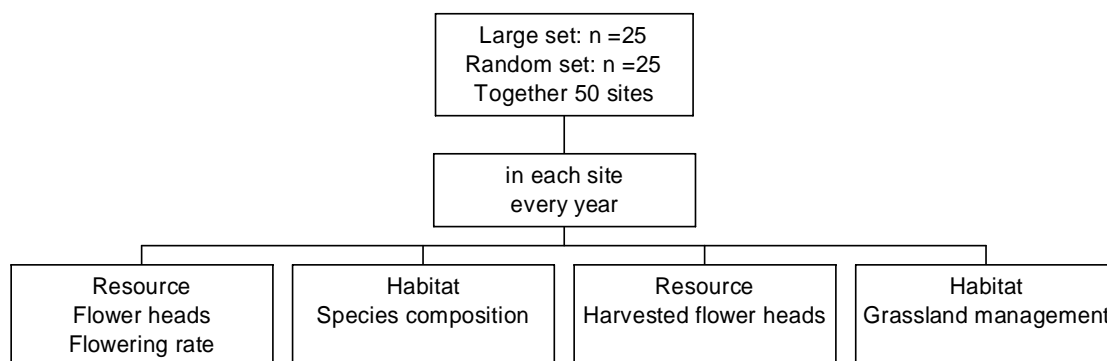 Large set: n =25
Random set: n =25
Together 50 sites
in each site
every year
Resource
Flower heads
Flowering rate
Habitat
Species composition
Resource
Harvested flower heads
Habitat
Grassland management